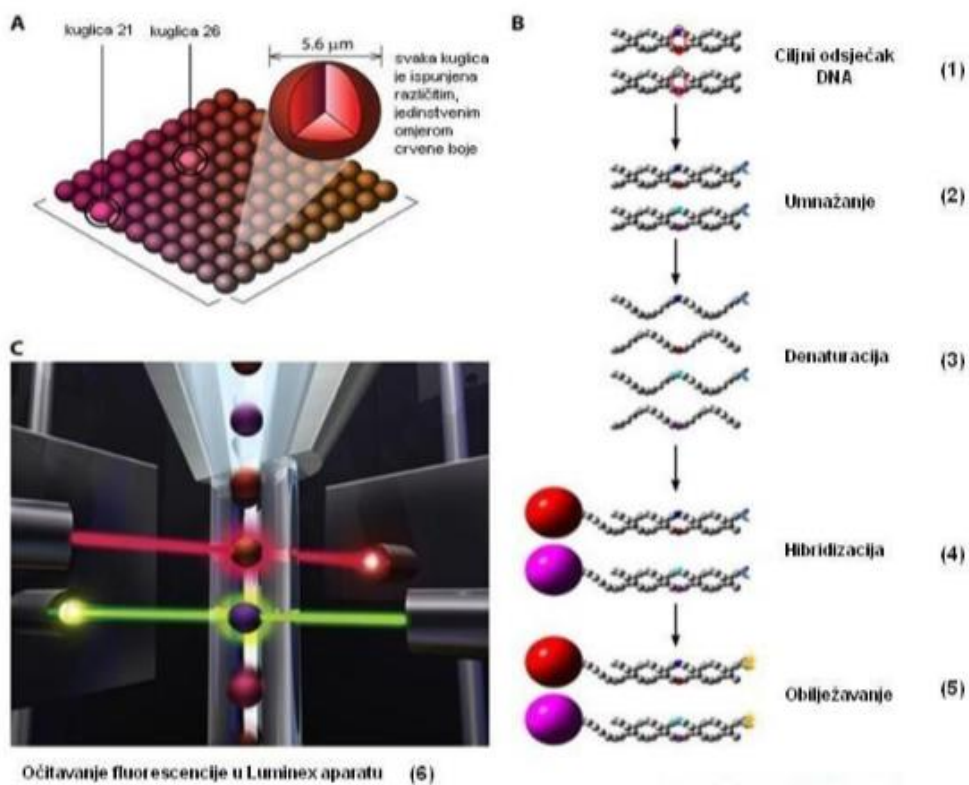 A
kuglica 21
kuglica 26
5.6 µm
svaka kuglica
je ispunjena
različitim,
jedinstvenim
omjerom
crvene boje
B
Ciljni odsječak
DNA
(1)
Umnažanje
(2)
Denaturacija
(3)
Hibridizacija
(4)
Obilježavanje
(5)
C
Očitavanje fluorescencije u Luminex aparatu (6)